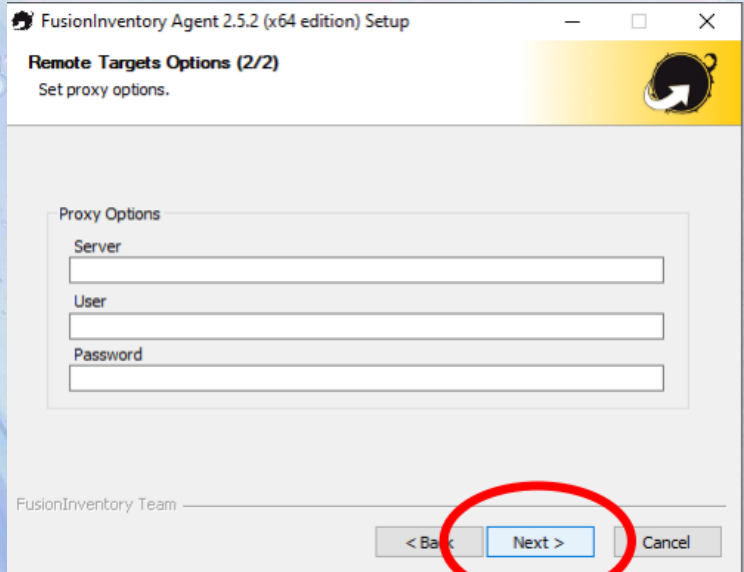 FusionInventory Agent 2.5.2 (x64 edition) Setup
Remote Targets Options (2/2)
Set proxy options.
Proxy Options
Server
User
Password
FusionInventory Team
< Back Next > Cancel